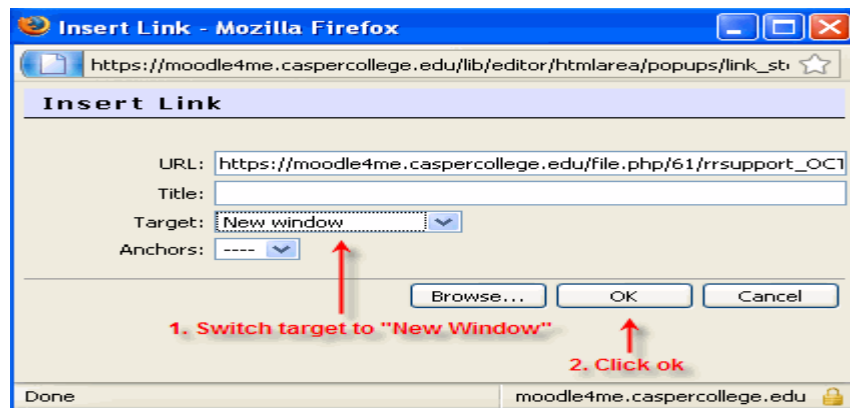 Insert Link - Mozilla Firefox
https://moodle4me.caspercollege.edu/lib/editor/htmlarea/popups/link_st
Insert Link
URL: https://moodle4me.caspercollege.edu/file.php/61/rrsupport_OCT
Title:
Target: New window
Anchors: ----
Browse... OK Cancel
1. Switch target to "New Window"
2. Click ok
Done moodle4me.caspercollege.edu